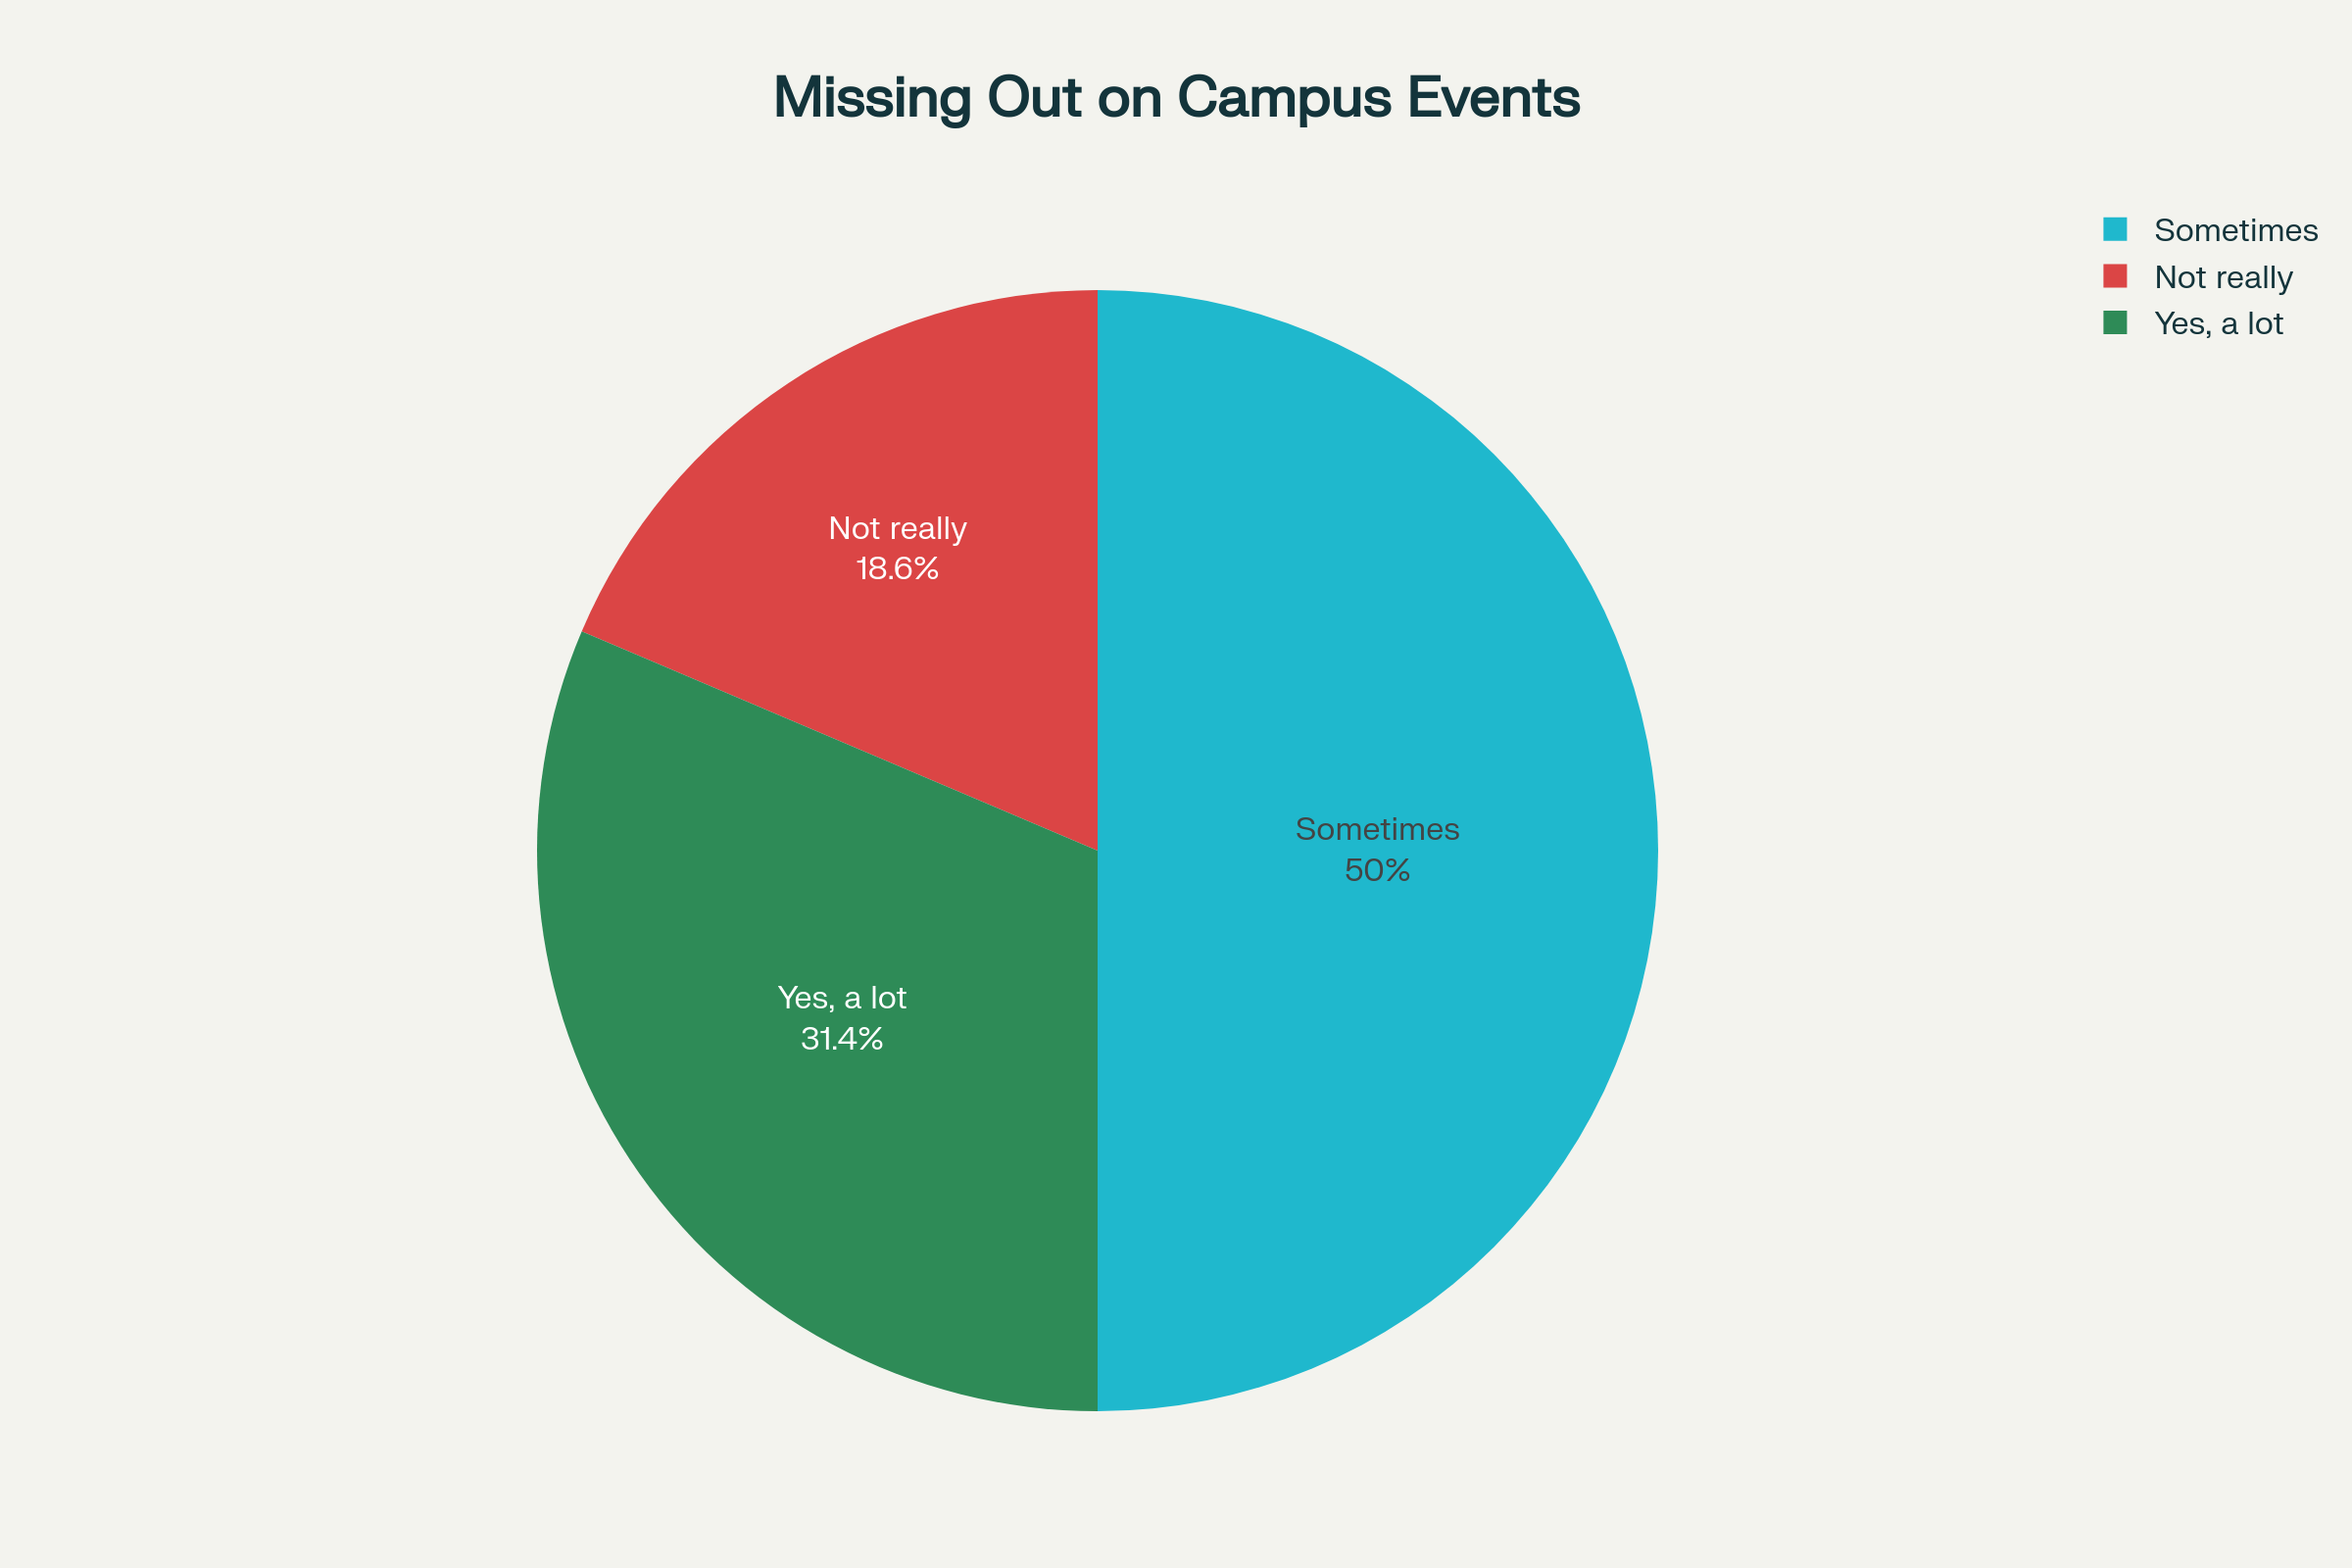 Missing Out on Campus Events
Sometimes
Not really
Yes, a lot
Not really
18.6%
Sometimes
50%
Yes, a lot
31.4%